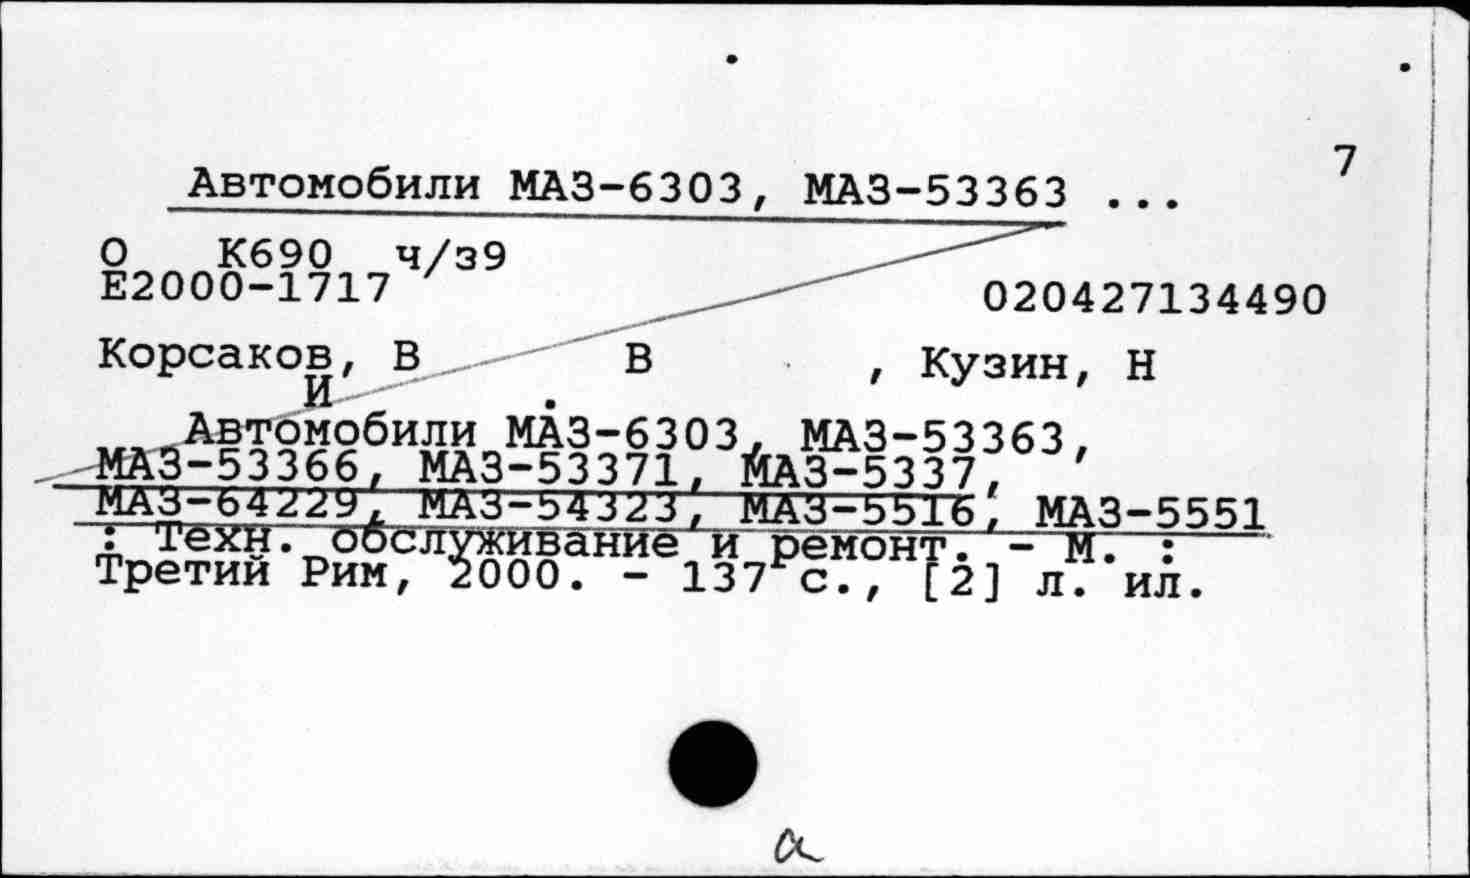 7
Автомобили МАЗ-6303, МАЗ-53363 ...
О К690 ч/з9
Е2000-1717
020427134490
Корсаков, В В , Кузин, Н
И .
Автомобили МАЗ-6303, МАЗ-53363,
МАЗ-53366, МАЗ-53371, МАЗ-5337,
МАЗ-64229, МАЗ-54323, МАЗ-5516, МАЗ-5551
: Техн. обслуживание и ремонт. - М. :
Третий Рим, 2000. - 137 с., [2] л. ил.